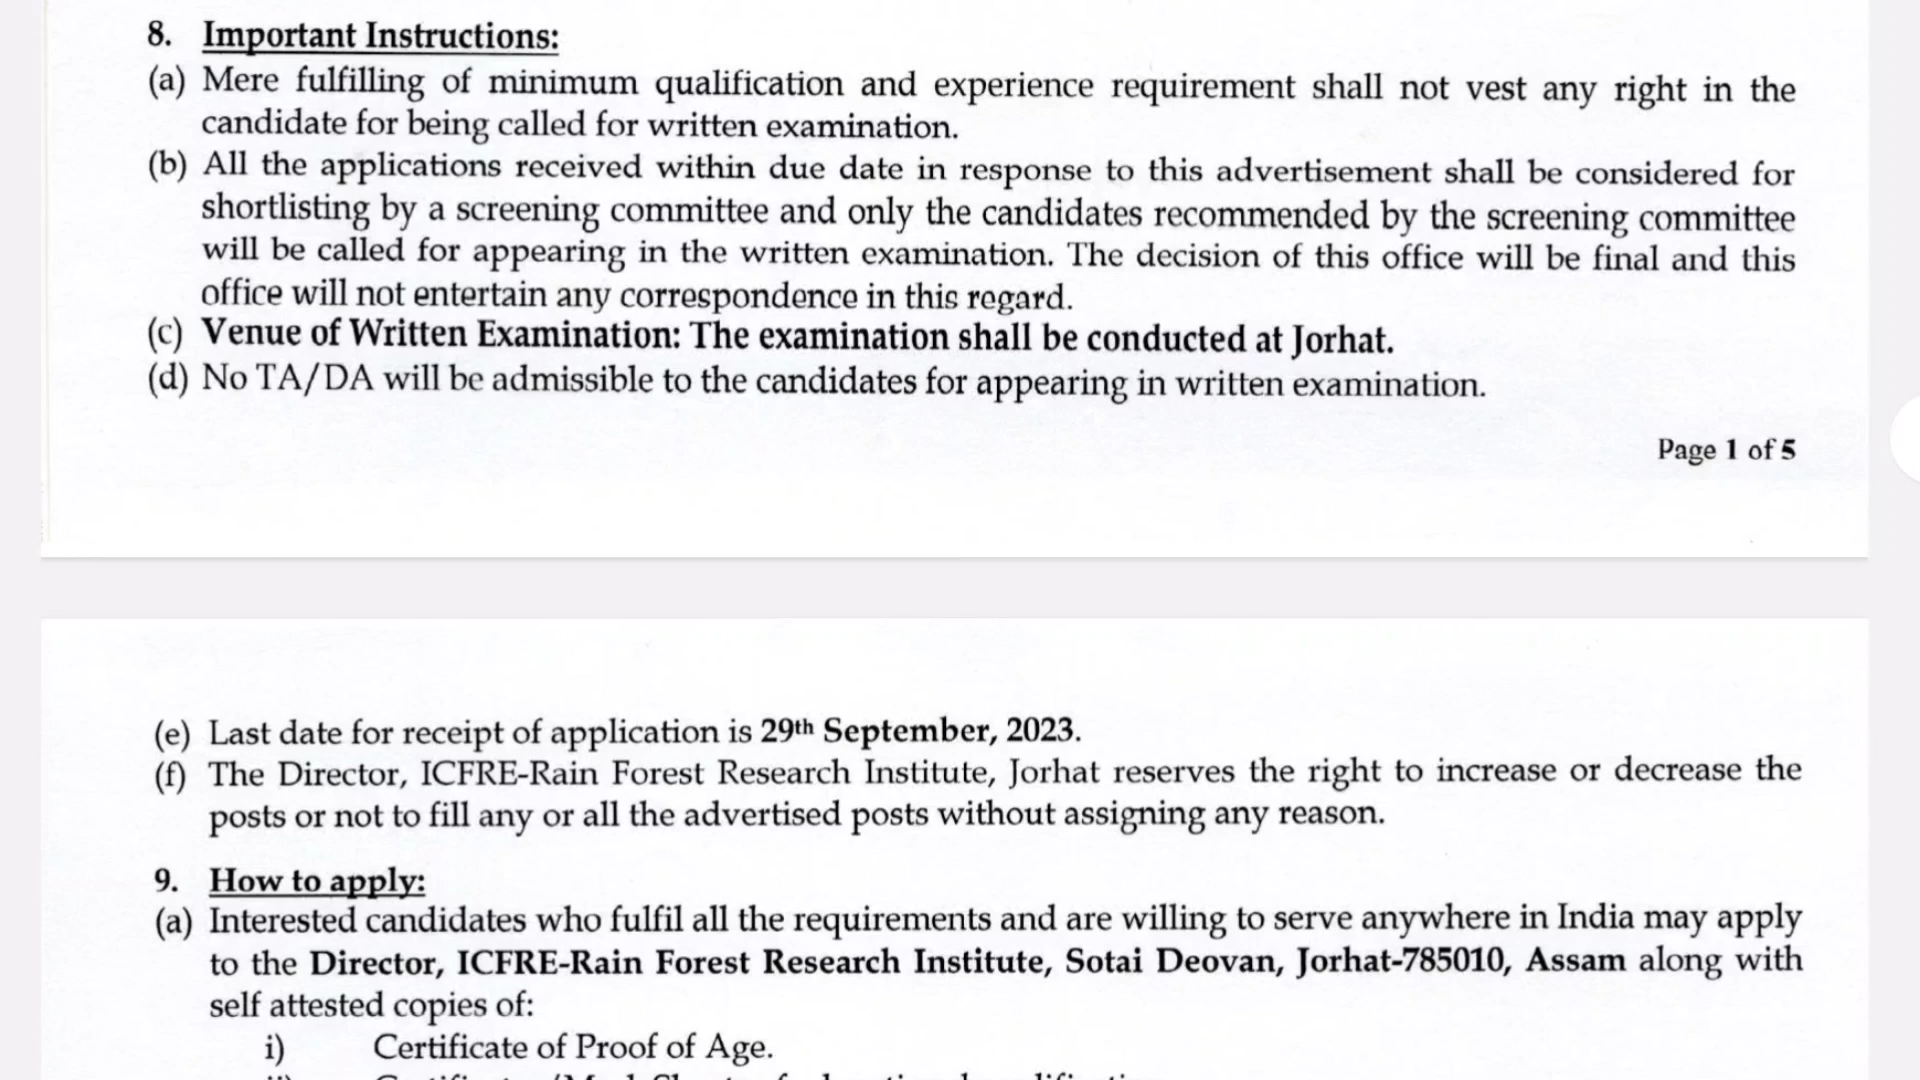 8. Important Instructions:
(a) Mere fulfilling of minimum qualification and experience requirement shall not vest any right in the
candidate for being called for written examination.
(b) All the applications received within due date in response to this advertisement shall be considered for
shortlisting by a screening committee and only the candidates recommended by the screening committee
will be called for appearing in the written examination. The decision of this office will be final and this
office will not entertain any correspondence in this regard.
(c) Venue of Written Examination: The examination shall be conducted at Jorhat.
(d) No TA/DA will be admissible to the candidates for appearing in written examination.
Page 1 of 5
(e) Last date for receipt of application is 29th September, 2023.
(f) The Director, ICFRE-Rain Forest Research Institute, Jorhat reserves the right to increase or decrease the
posts or not to fill any or all the advertised posts without assigning any reason.
9. How to apply:
(a) Interested candidates who fulfil all the requirements and are willing to serve anywhere in India may apply
to the Director, ICFRE-Rain Forest Research Institute, Sotai Deovan, Jorhat-785010, Assam along with
self attested copies of:
i) Certificate of Proof of Age.